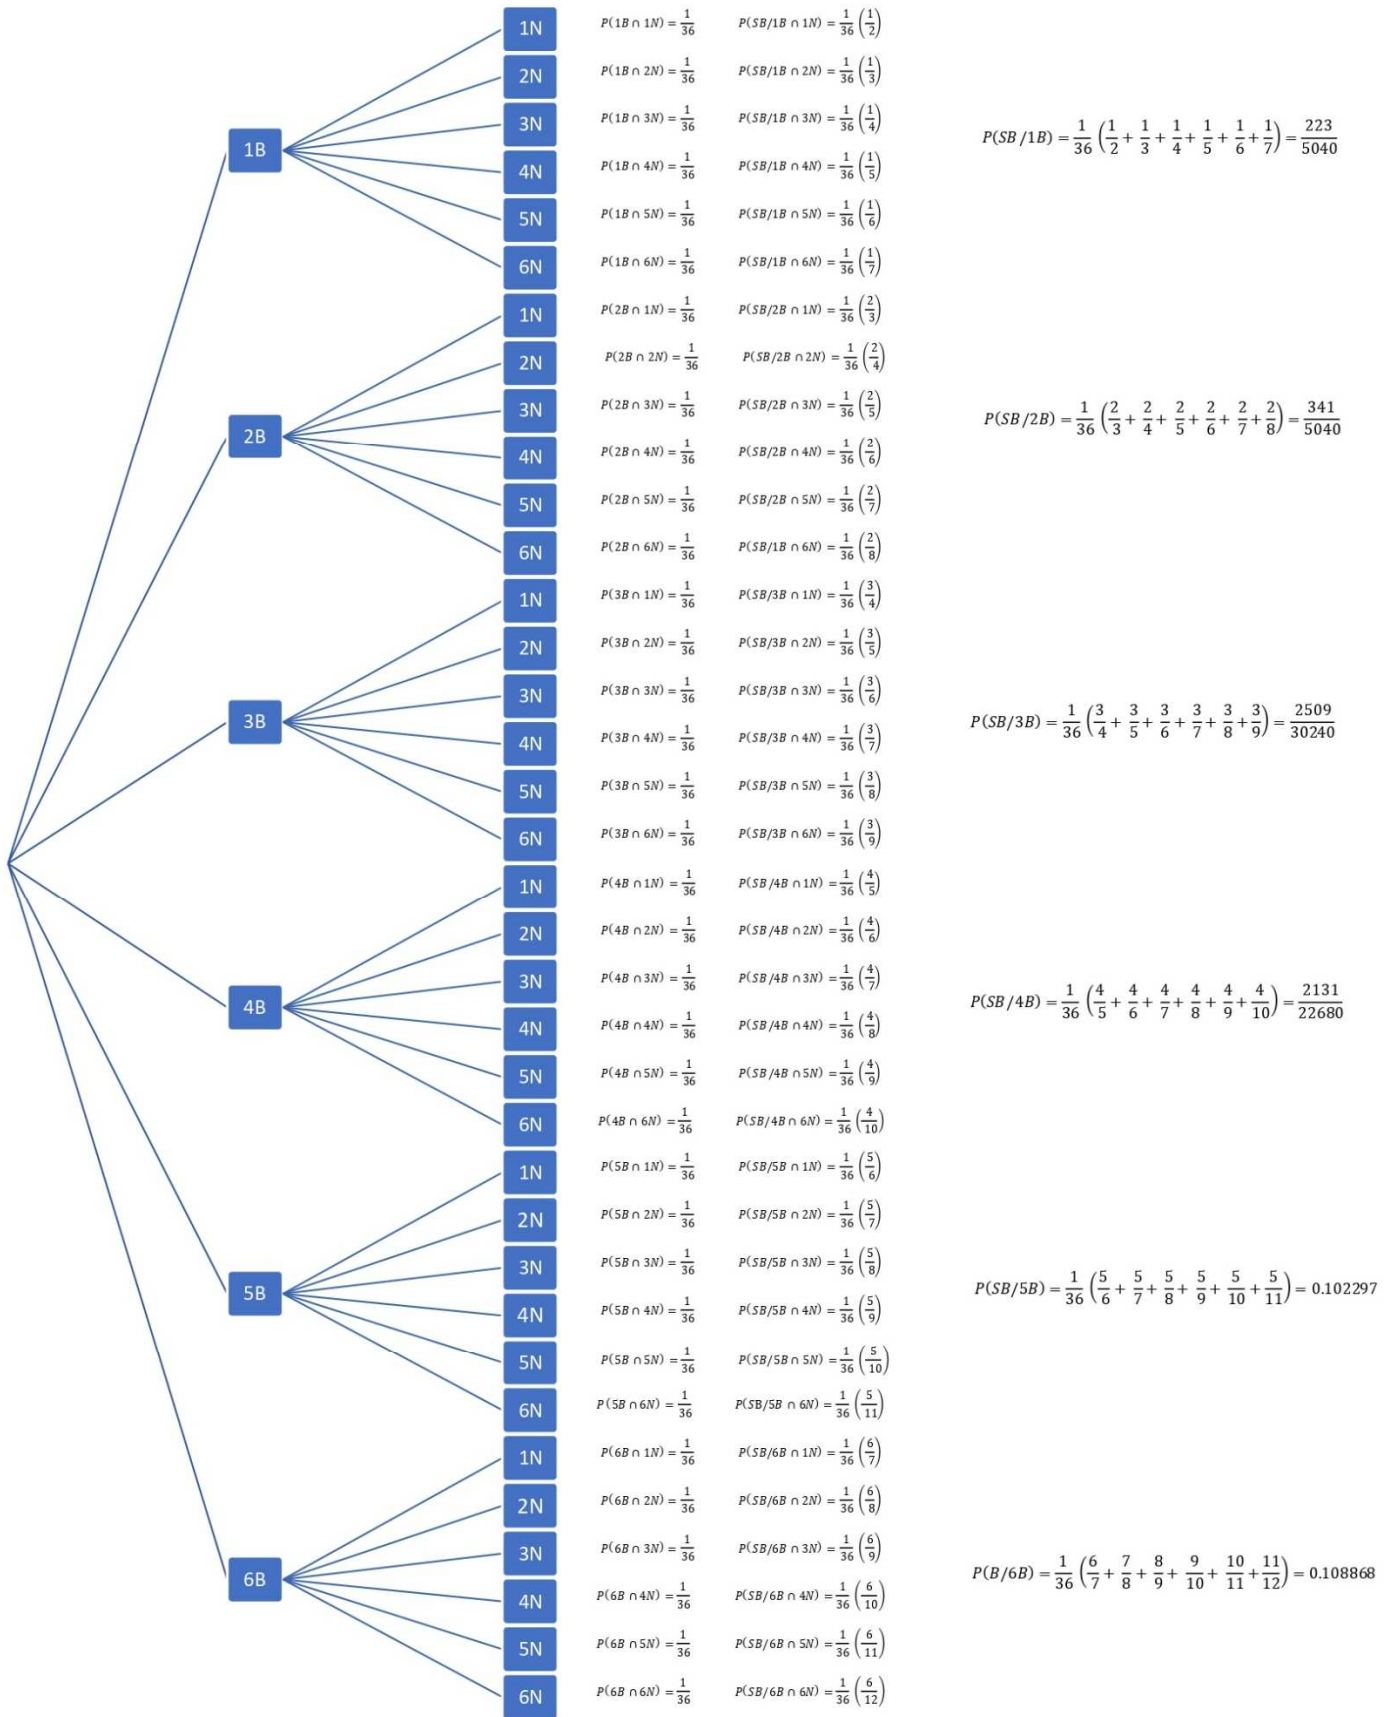 1N P(1B ∩ 1N) = 1/36 P(SB/1B ∩ 1N) = 1/36 (1/2)
2N P(1B ∩ 2N) = 1/36 P(SB/1B ∩ 2N) = 1/36 (1/3)
3N P(1B ∩ 3N) = 1/36 P(SB/1B ∩ 3N) = 1/36 (1/4)
1B P(SB/1B) = 1/36 (1/2 + 1/3 + 1/4 + 1/5 + 1/6 + 1/7) = 223/5040
4N P(1B ∩ 4N) = 1/36 P(SB/1B ∩ 4N) = 1/36 (1/5)
5N P(1B ∩ 5N) = 1/36 P(SB/1B ∩ 5N) = 1/36 (1/6)
6N P(1B ∩ 6N) = 1/36 P(SB/1B ∩ 6N) = 1/36 (1/7)
1N P(2B ∩ 1N) = 1/36 P(SB/2B ∩ 1N) = 1/36 (2/3)
2N P(2B ∩ 2N) = 1/36 P(SB/2B ∩ 2N) = 1/36 (2/4)
3N P(2B ∩ 3N) = 1/36 P(SB/2B ∩ 3N) = 1/36 (2/5)
2B P(SB/2B) = 1/36 (2/3 + 2/4 + 2/5 + 2/6 + 2/7 + 2/8) = 341/5040
4N P(2B ∩ 4N) = 1/36 P(SB/2B ∩ 4N) = 1/36 (2/6)
5N P(2B ∩ 5N) = 1/36 P(SB/2B ∩ 5N) = 1/36 (2/7)
6N P(2B ∩ 6N) = 1/36 P(SB/1B ∩ 6N) = 1/36 (2/8)
1N P(3B ∩ 1N) = 1/36 P(SB/3B ∩ 1N) = 1/36 (3/4)
2N P(3B ∩ 2N) = 1/36 P(SB/3B ∩ 2N) = 1/36 (3/5)
3N P(3B ∩ 3N) = 1/36 P(SB/3B ∩ 3N) = 1/36 (3/6)
3B P(SB/3B) = 1/36 (3/4 + 3/5 + 3/6 + 3/7 + 3/8 + 3/9) = 2509/30240
4N P(3B ∩ 4N) = 1/36 P(SB/3B ∩ 4N) = 1/36 (3/7)
5N P(3B ∩ 5N) = 1/36 P(SB/3B ∩ 5N) = 1/36 (3/8)
6N P(3B ∩ 6N) = 1/36 P(SB/3B ∩ 6N) = 1/36 (3/9)
1N P(4B ∩ 1N) = 1/36 P(SB/4B ∩ 1N) = 1/36 (4/5)
2N P(4B ∩ 2N) = 1/36 P(SB/4B ∩ 2N) = 1/36 (4/6)
3N P(4B ∩ 3N) = 1/36 P(SB/4B ∩ 3N) = 1/36 (4/7)
4B P(SB/4B) = 1/36 (4/5 + 4/6 + 4/7 + 4/8 + 4/9 + 4/10) = 2131/22680
4N P(4B ∩ 4N) = 1/36 P(SB/4B ∩ 4N) = 1/36 (4/8)
5N P(4B ∩ 5N) = 1/36 P(SB/4B ∩ 5N) = 1/36 (4/9)
6N P(4B ∩ 6N) = 1/36 P(SB/4B ∩ 6N) = 1/36 (4/10)
1N P(5B ∩ 1N) = 1/36 P(SB/5B ∩ 1N) = 1/36 (5/6)
2N P(5B ∩ 2N) = 1/36 P(SB/5B ∩ 2N) = 1/36 (5/7)
3N P(5B ∩ 3N) = 1/36 P(SB/5B ∩ 3N) = 1/36 (5/8)
5B P(SB/5B) = 1/36 (5/6 + 5/7 + 5/8 + 5/9 + 5/10 + 5/11) = 0.102297
4N P(5B ∩ 4N) = 1/36 P(SB/5B ∩ 4N) = 1/36 (5/9)
5N P(5B ∩ 5N) = 1/36 P(SB/5B ∩ 5N) = 1/36 (5/10)
6N P(5B ∩ 6N) = 1/36 P(SB/5B ∩ 6N) = 1/36 (5/11)
1N P(6B ∩ 1N) = 1/36 P(SB/6B ∩ 1N) = 1/36 (6/7)
2N P(6B ∩ 2N) = 1/36 P(SB/6B ∩ 2N) = 1/36 (6/8)
3N P(6B ∩ 3N) = 1/36 P(SB/6B ∩ 3N) = 1/36 (6/9)
6B P(B/6B) = 1/36 (6/7 + 7/8 + 8/9 + 9/10 + 10/11 + 11/12) = 0.108868
4N P(6B ∩ 4N) = 1/36 P(SB/6B ∩ 4N) = 1/36 (6/10)
5N P(6B ∩ 5N) = 1/36 P(SB/6B ∩ 5N) = 1/36 (6/11)
6N P(6B ∩ 6N) = 1/36 P(SB/6B ∩ 6N) = 1/36 (6/12)